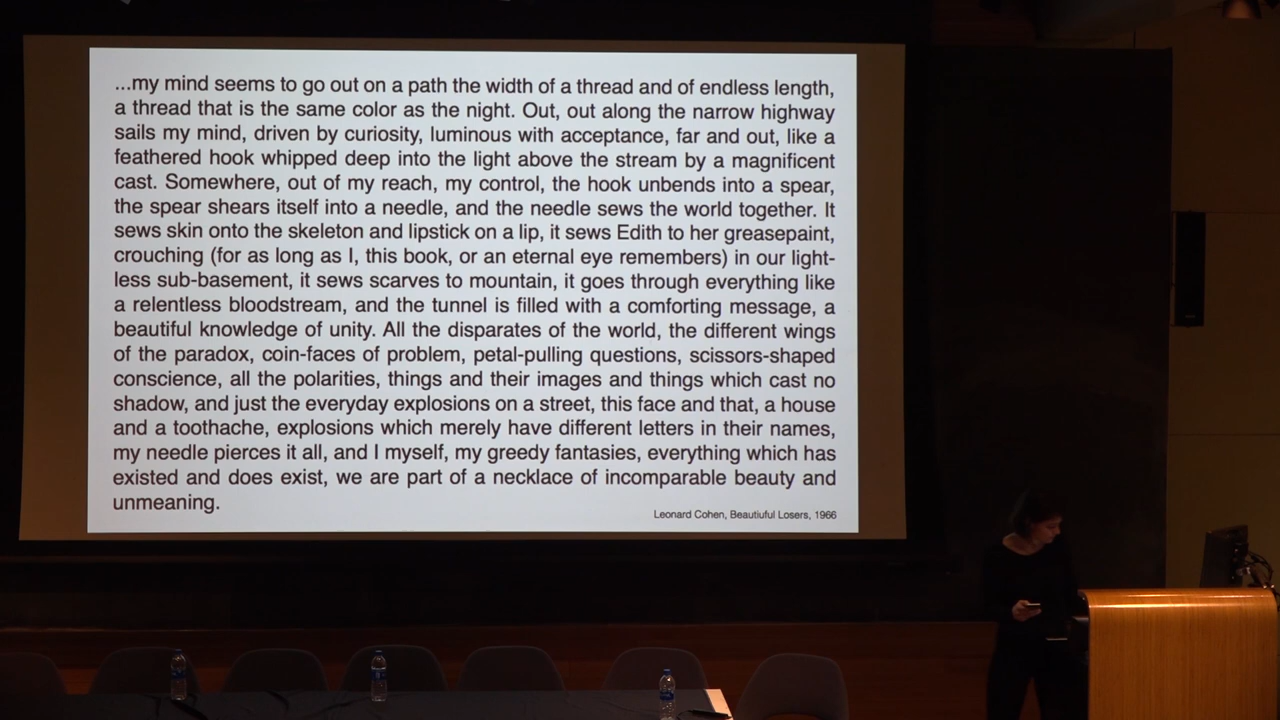 ...my mind seems to go out on a path the width of a thread and of endless length,
a thread that is the same color as the night. Out, out along the narrow highway
sails my mind, driven by curiosity, luminous with acceptance, far and out, like a
feathered hook whipped deep into the light above the stream by a magnificent
cast. Somewhere, out of my reach, my control, the hook unbends into a spear,
the spear shears itself into a needle, and the needle sews the world together. It
sews skin onto the skeleton and lipstick on a lip, it sews Edith to her greasepaint,
crouching (for as long as I, this book, or an eternal eye remembers) in our light-
less sub-basement, it sews scarves to mountain, it goes through everything like
a relentless bloodstream, and the tunnel is filled with a comforting message, a
beautiful knowledge of unity. All the disparates of the world, the different wings
of the paradox, coin-faces of problem, petal-pulling questions, scissors-shaped
conscience, all the polarities, things and their images and things which cast no
shadow, and just the everyday explosions on a street, this face and that, a house
and a toothache, explosions which merely have different letters in their names,
my needle pierces it all, and I myself, my greedy fantasies, everything which has
existed and does exist, we are part of a necklace of incomparable beauty and
unmeaning.
Leonard Cohen, Beautiuful Losers, 1966